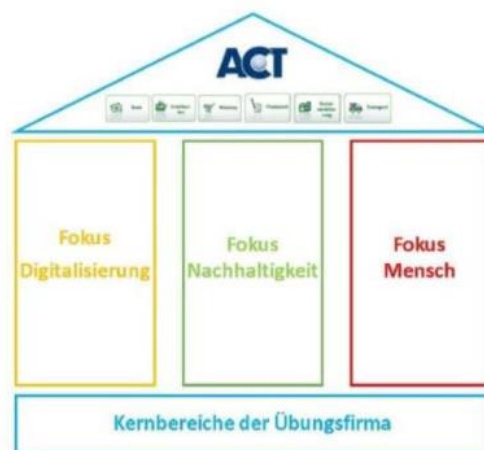 ACT
Fokus
Digitalisierung
Fokus
Nachhaltigkeit
Fokus
Mensch
Kernbereiche der Übungsfirma